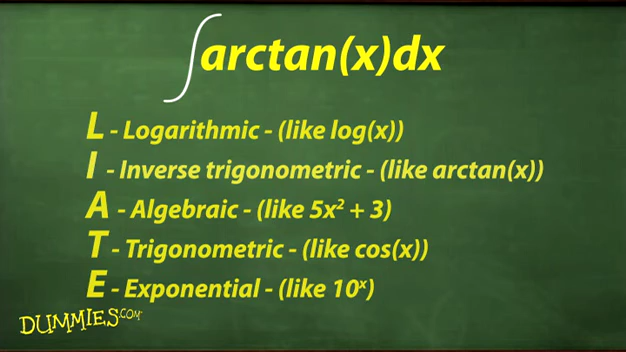 ∫arctan(x)dx
L - Logarithmic - (like log(x))
I - Inverse trigonometric - (like arctan(x))
A - Algebraic - (like 5x² + 3)
T - Trigonometric - (like cos(x))
E - Exponential - (like 10ˣ)
DUMMIES.COM